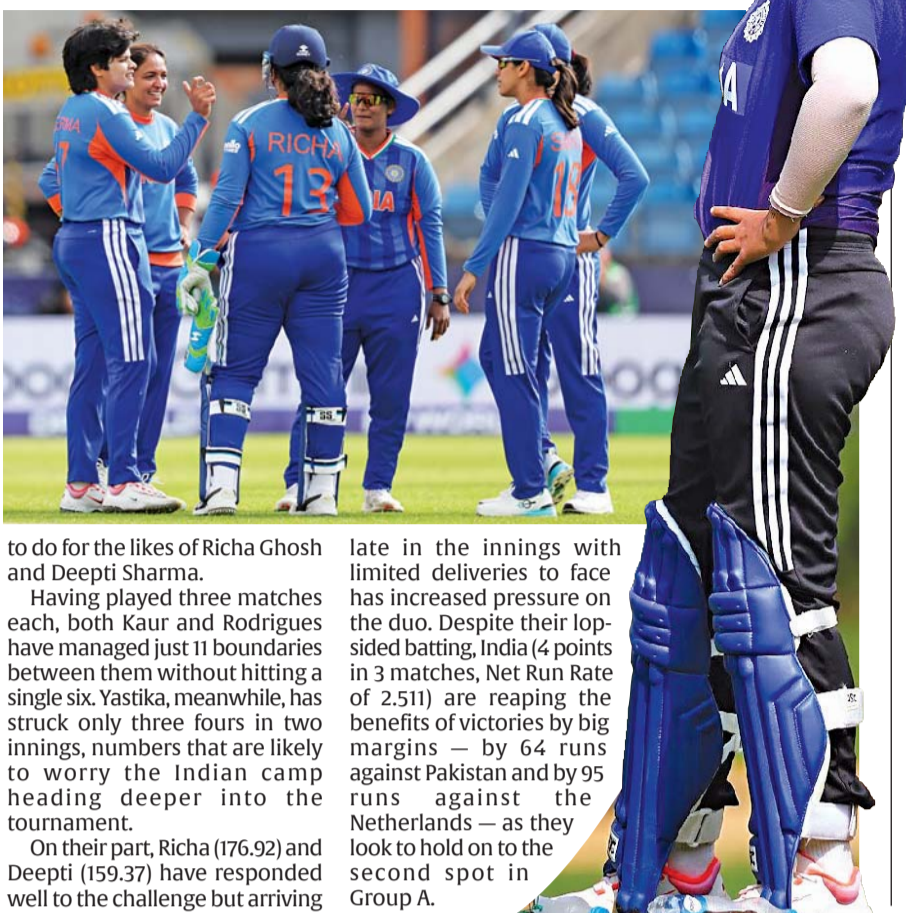 RICHA
13
IA
18
A
SS
SS
to do for the likes of Richa Ghosh
and Deepti Sharma.
Having played three matches
each, both Kaur and Rodrigues
have managed just 11 boundaries
between them without hitting a
single six. Yastika, meanwhile, has
struck only three fours in two
innings, numbers that are likely
to worry the Indian camp
heading deeper into the
tournament.
On their part, Richa (176.92) and
Deepti (159.37) have responded
well to the challenge but arriving
late in the innings with
limited deliveries to face
has increased pressure on
the duo. Despite their lop-
sided batting, India (4 points
in 3 matches, Net Run Rate
of 2.511) are reaping the
benefits of victories by big
margins — by 64 runs
against Pakistan and by 95
runs against the
Netherlands — as they
look to hold on to the
second spot in
Group A.